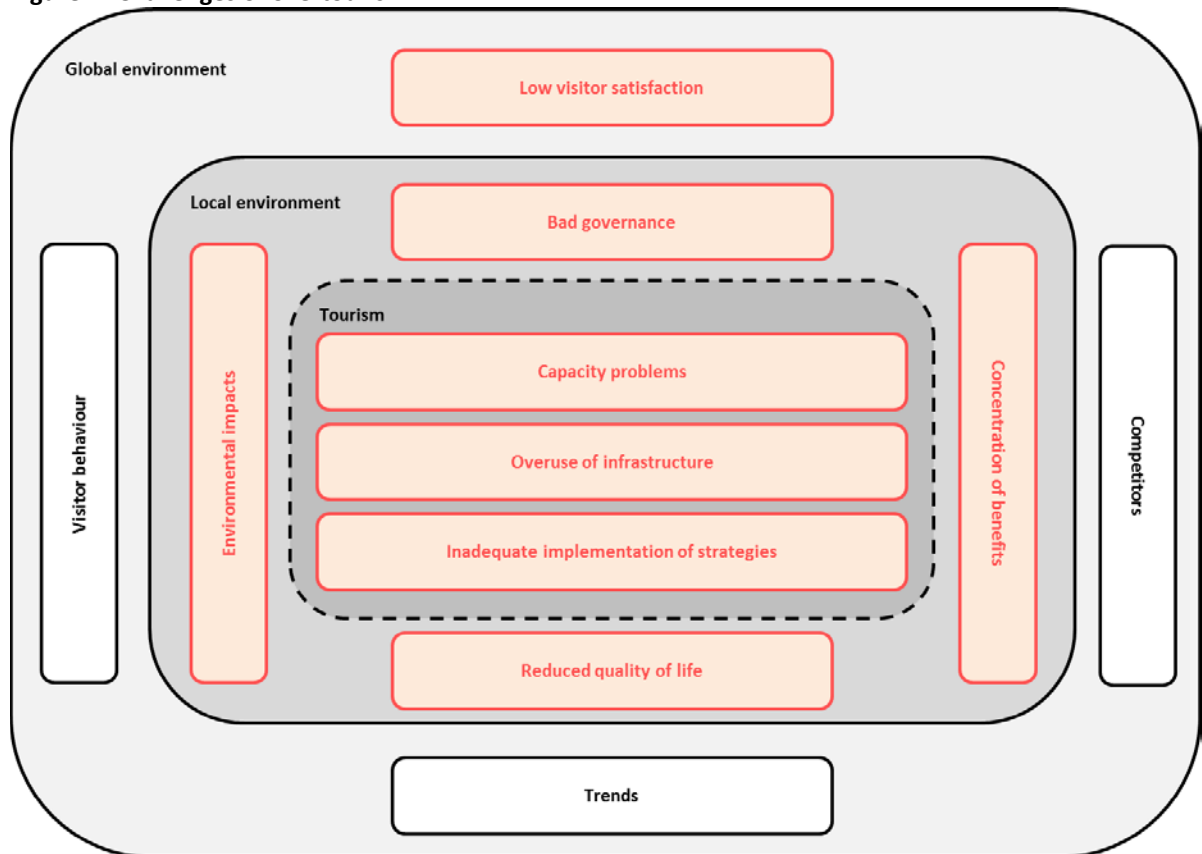 Global environment
Low visitor satisfaction
Local environment
Bad governance
Tourism
Capacity problems
Overuse of infrastructure
Inadequate implementation of strategies
Visitor behaviour
Environmental impacts
Concentration of benefits
Competitors
Reduced quality of life
Trends